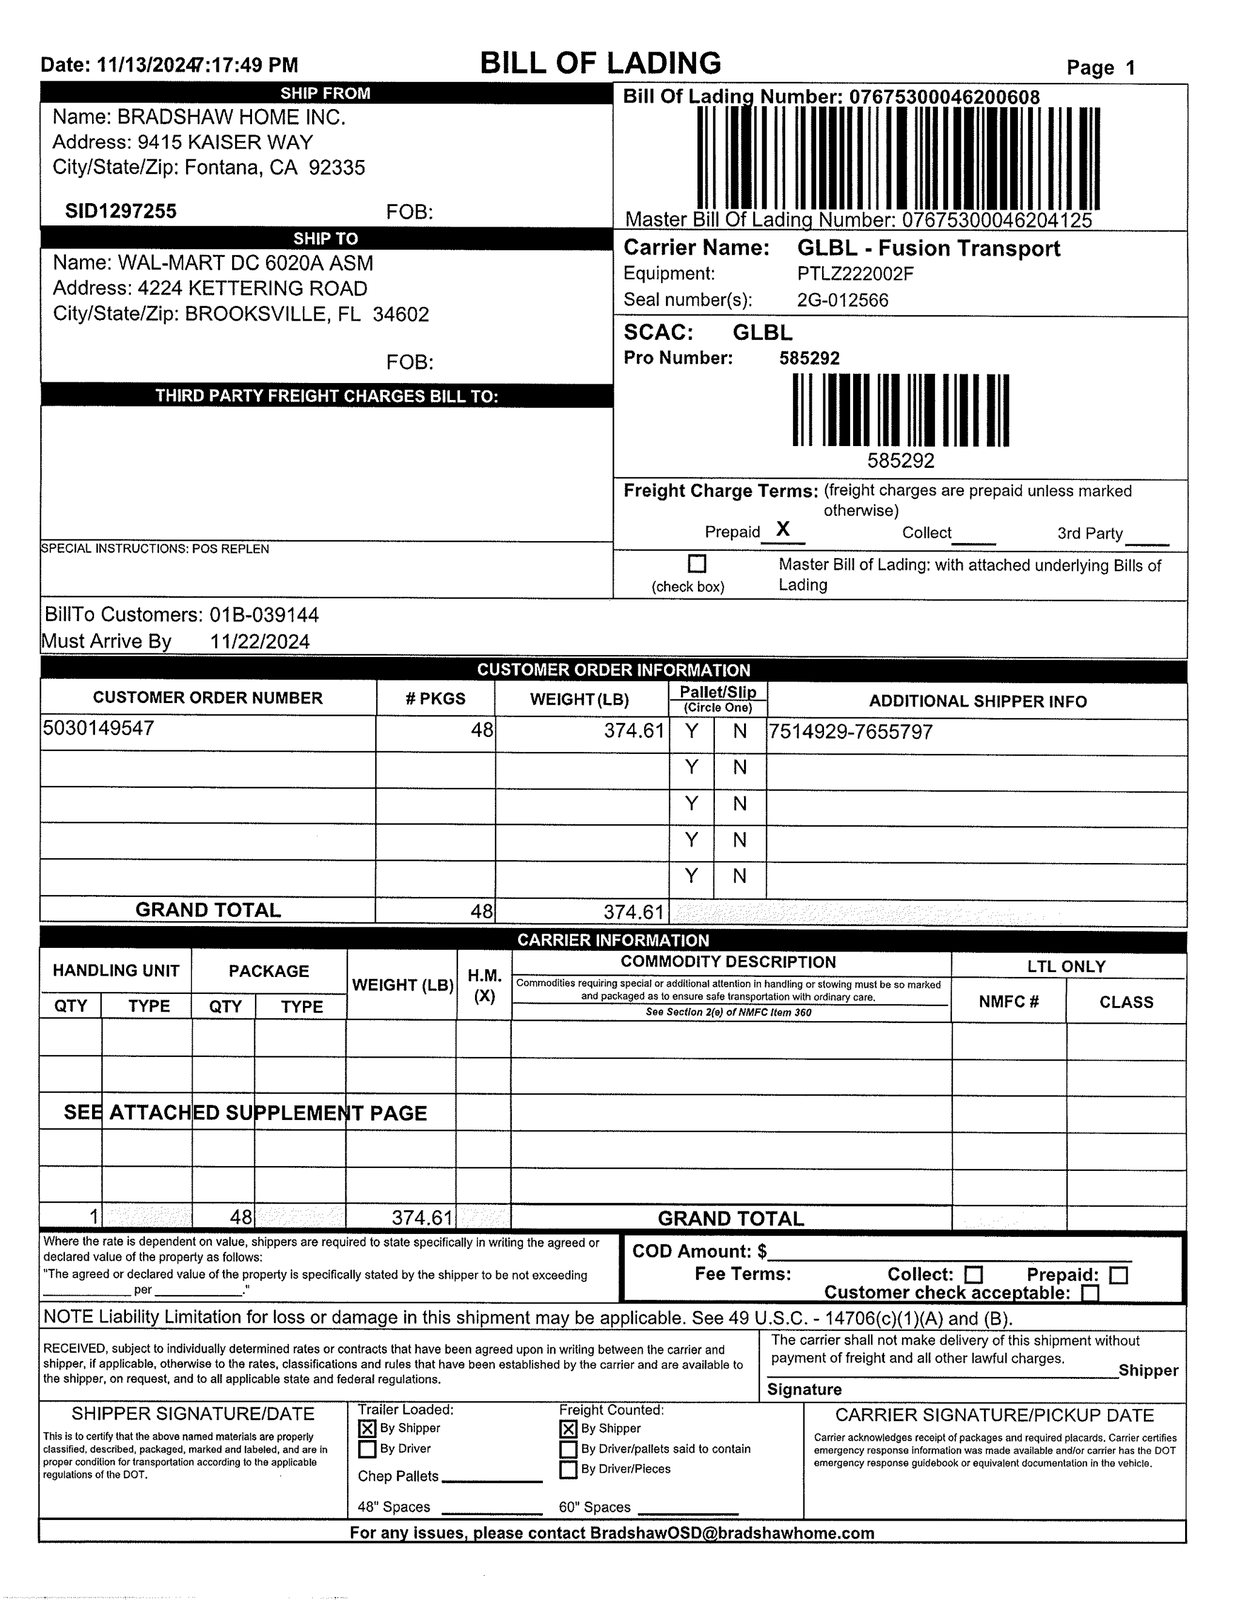 Date: 11/13/20247:17:49 PM
BILL OF LADING
Page 1
SHIP FROM
Name: BRADSHAW HOME INC.
Address: 9415 KAISER WAY
City/State/Zip: Fontana, CA 92335
SID1297255 FOB:
Bill Of Lading Number: 07675300046200608
Master Bill Of Lading Number: 07675300046204125
SHIP TO
Name: WAL-MART DC 6020A ASM
Address: 4224 KETTERING ROAD
City/State/Zip: BROOKSVILLE, FL 34602
FOB:
Carrier Name: GLBL - Fusion Transport
Equipment: PTLZ222002F
Seal number(s): 2G-012566
SCAC: GLBL
Pro Number: 585292
585292
THIRD PARTY FREIGHT CHARGES BILL TO:
SPECIAL INSTRUCTIONS: POS REPLEN
Freight Charge Terms: (freight charges are prepaid unless marked
otherwise)
Prepaid X Collect 3rd Party
(check box)
Master Bill of Lading: with attached underlying Bills of
Lading
BillTo Customers: 01B-039144
Must Arrive By 11/22/2024
CUSTOMER ORDER INFORMATION
CUSTOMER ORDER NUMBER # PKGS WEIGHT (LB) Pallet/Slip (Circle One) ADDITIONAL SHIPPER INFO
5030149547 48 374.61 Y N 7514929-7655797
Y N
Y N
Y N
Y N
GRAND TOTAL 48 374.61
CARRIER INFORMATION
HANDLING UNIT PACKAGE WEIGHT (LB) H.M. (X) COMMODITY DESCRIPTION LTL ONLY
Commodities requiring special or additional attention in handling or stowing must be so marked
and packaged as to ensure safe transportation with ordinary care.
See Section 2(e) of NMFC Item 360
QTY TYPE QTY TYPE NMFC # CLASS
SEE ATTACHED SUPPLEMENT PAGE
1 48 374.61 GRAND TOTAL
Where the rate is dependent on value, shippers are required to state specifically in writing the agreed or
declared value of the property as follows:
"The agreed or declared value of the property is specifically stated by the shipper to be not exceeding
____________ per ____________."
COD Amount: $
Fee Terms: Collect: Prepaid:
Customer check acceptable:
NOTE Liability Limitation for loss or damage in this shipment may be applicable. See 49 U.S.C. - 14706(c)(1)(A) and (B).
RECEIVED, subject to individually determined rates or contracts that have been agreed upon in writing between the carrier and
shipper, if applicable, otherwise to the rates, classifications and rules that have been established by the carrier and are available to
the shipper, on request, and to all applicable state and federal regulations.
The carrier shall not make delivery of this shipment without
payment of freight and all other lawful charges.
Shipper
Signature
SHIPPER SIGNATURE/DATE
This is to certify that the above named materials are properly
classified, described, packaged, marked and labeled, and are in
proper condition for transportation according to the applicable
regulations of the DOT.
Trailer Loaded:
X By Shipper
By Driver
Chep Pallets
48" Spaces
Freight Counted:
X By Shipper
By Driver/pallets said to contain
By Driver/Pieces
60" Spaces
CARRIER SIGNATURE/PICKUP DATE
Carrier acknowledges receipt of packages and required placards. Carrier certifies
emergency response information was made available and/or carrier has the DOT
emergency response guidebook or equivalent documentation in the vehicle.
For any issues, please contact BradshawOSD@bradshawhome.com